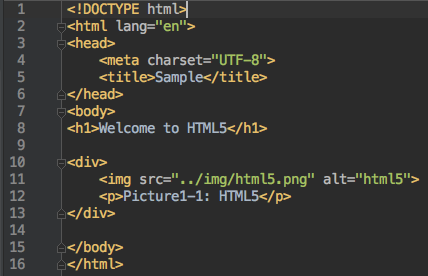 1 <!DOCTYPE html>
2 <html lang="en">
3 <head>
4     <meta charset="UTF-8">
5     <title>Sample</title>
6 </head>
7 <body>
8 <h1>Welcome to HTML5</h1>
9
10 <div>
11     <img src="../img/html5.png" alt="html5">
12     <p>Picture1-1: HTML5</p>
13 </div>
14
15 </body>
16 </html>